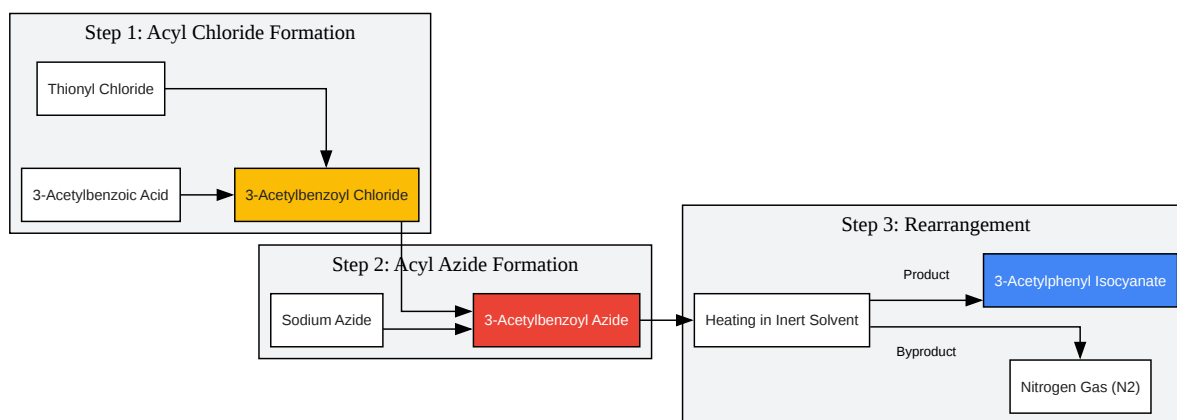 Step 1: Acyl Chloride Formation
Thionyl Chloride
3-Acetylbenzoic Acid
3-Acetylbenzoyl Chloride
Step 2: Acyl Azide Formation
Sodium Azide
3-Acetylbenzoyl Azide
Step 3: Rearrangement
Heating in Inert Solvent
Product
3-Acetylphenyl Isocyanate
Byproduct
Nitrogen Gas (N2)